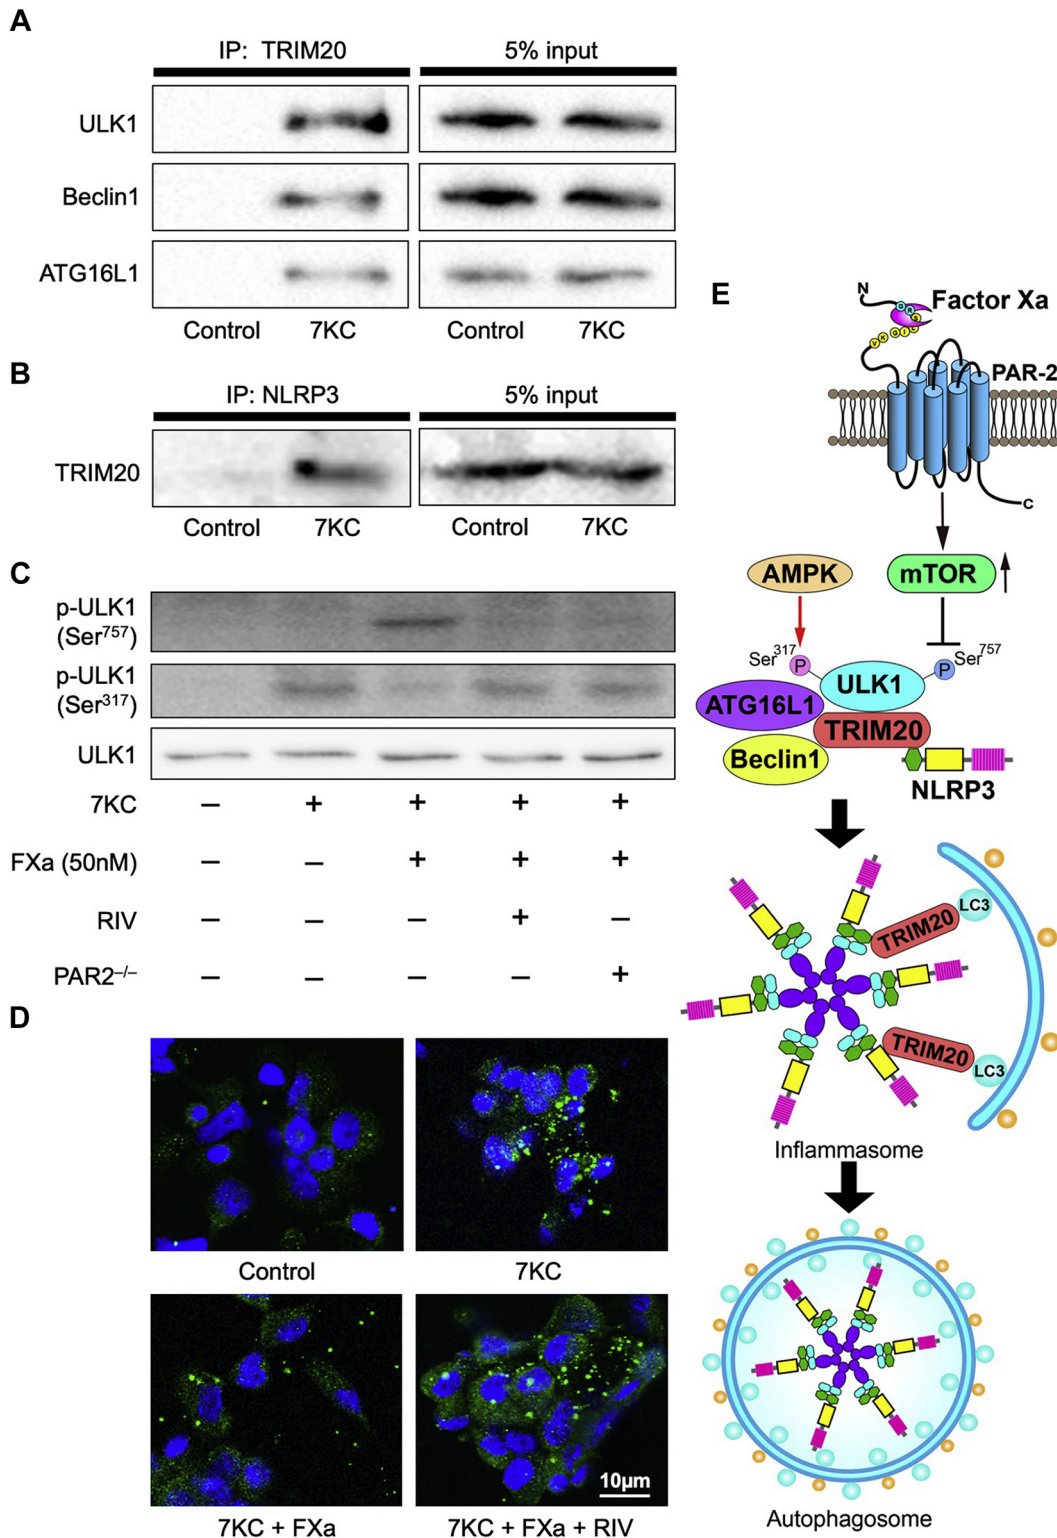 A
IP: TRIM20
5% input
ULK1
Beclin1
ATG16L1
Control
7KC
Control
7KC
B
IP: NLRP3
5% input
TRIM20
Control
7KC
Control
7KC
C
p-ULK1
(Ser757)
p-ULK1
(Ser317)
ULK1
7KC – + + + +
FXa (50nM) – – + + +
RIV – – – + –
PAR2–/– – – – – +
D
Control
7KC
7KC + FXa
7KC + FXa + RIV
10µm
E
N
Factor Xa
PAR-2
C
AMPK
mTOR
Ser317
P
Ser757
P
ULK1
ATG16L1
TRIM20
Beclin1
NLRP3
TRIM20
LC3
TRIM20
LC3
Inflammasome
Autophagosome